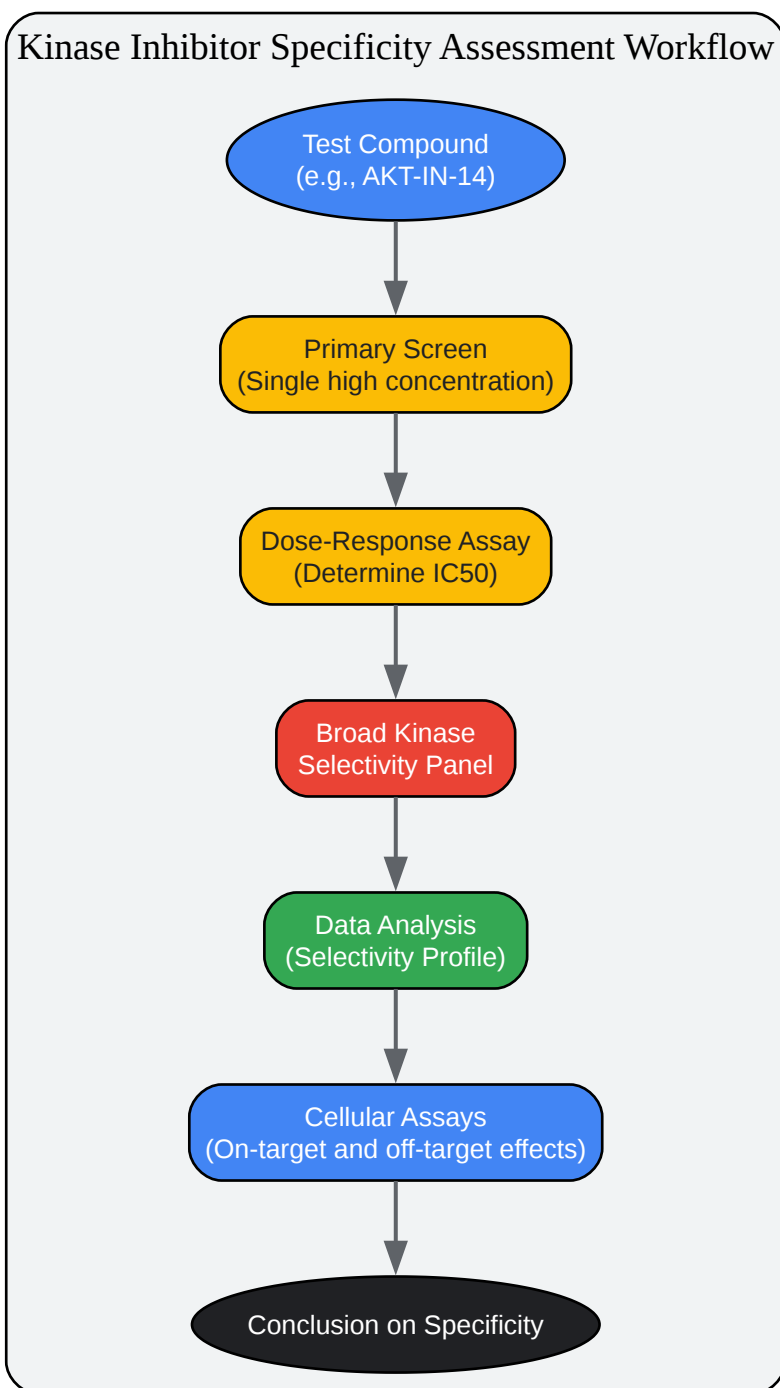 Kinase Inhibitor Specificity Assessment Workflow
Test Compound
(e.g., AKT-IN-14)
Primary Screen
(Single high concentration)
Dose-Response Assay
(Determine IC50)
Broad Kinase
Selectivity Panel
Data Analysis
(Selectivity Profile)
Cellular Assays
(On-target and off-target effects)
Conclusion on Specificity